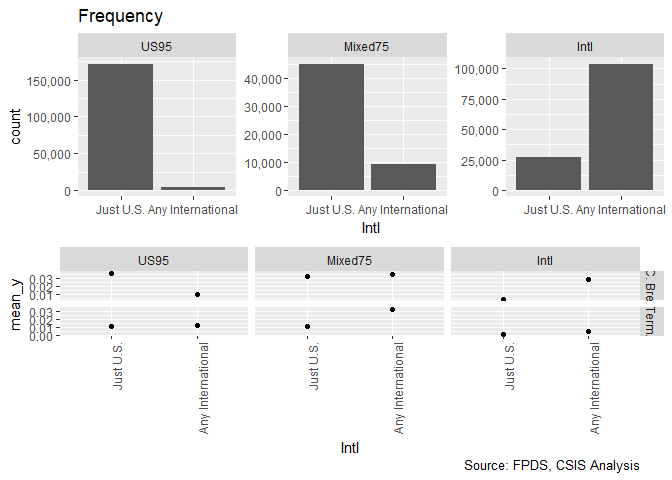 Frequency
US95 Mixed75 Intl
count
150,000
100,000
50,000
0
40,000
30,000
20,000
10,000
0
100,000
75,000
50,000
25,000
0
Just U.S. Any International Just U.S. Any International Just U.S. Any International
Intl
US95 Mixed75 Intl
mean_y
0.03
0.02
0.01
0.03
0.02
0.01
0.00
C. Bre
Term.
Just U.S. Any International Just U.S. Any International Just U.S. Any International
Intl
Source: FPDS, CSIS Analysis